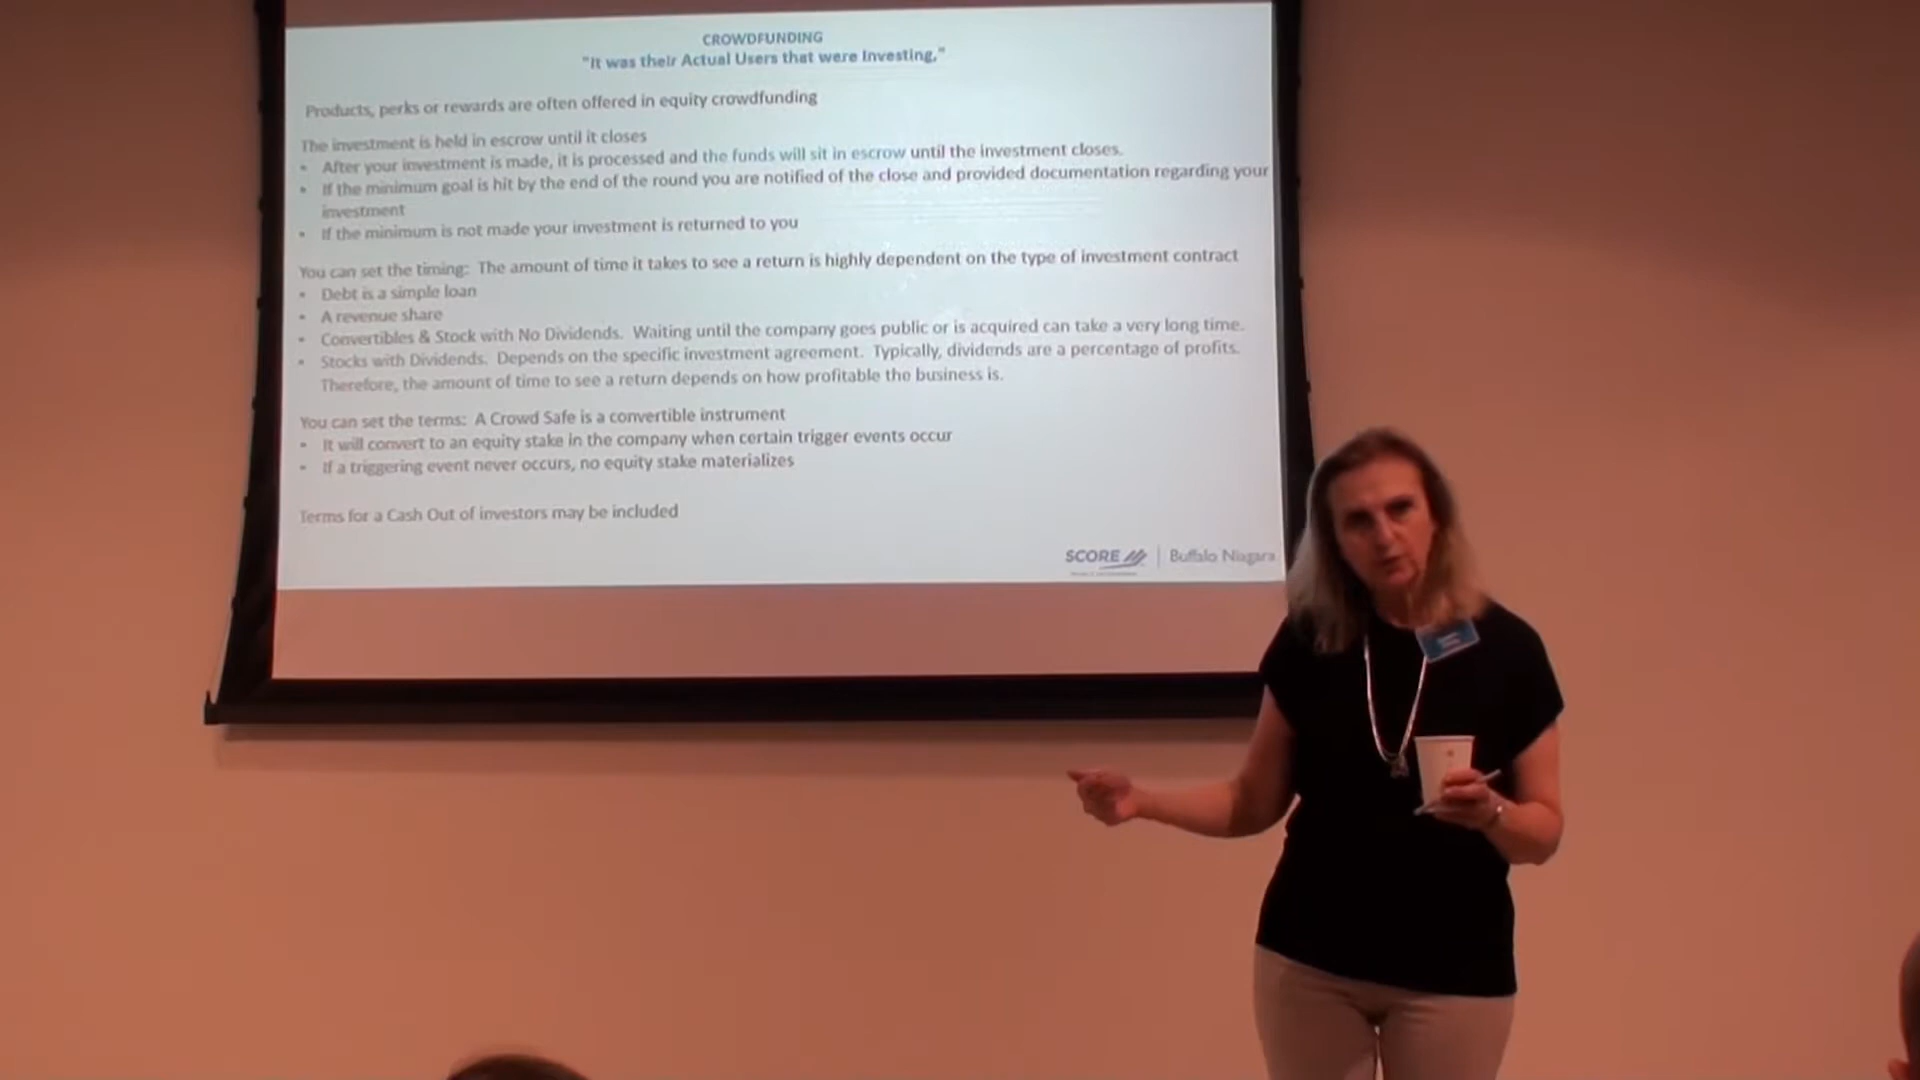 CROWDFUNDING
"It was their Actual Users that were Investing,"
Products, perks or rewards are often offered in equity crowdfunding
The investment is held in escrow until it closes
• After your investment is made, it is processed and the funds will sit in escrow until the investment closes.
• If the minimum goal is hit by the end of the round you are notified of the close and provided documentation regarding your
investment
• If the minimum is not made your investment is returned to you
You can set the timing: The amount of time it takes to see a return is highly dependent on the type of investment contract
• Debt is a simple loan
• A revenue share
• Convertibles & Stock with No Dividends. Waiting until the company goes public or is acquired can take a very long time.
• Stocks with Dividends. Depends on the specific investment agreement. Typically, dividends are a percentage of profits.
Therefore, the amount of time to see a return depends on how profitable the business is.
You can set the terms: A Crowd Safe is a convertible instrument
• It will convert to an equity stake in the company when certain trigger events occur
• If a triggering event never occurs, no equity stake materializes
Terms for a Cash Out of investors may be included
SCORE | Buffalo Niagara